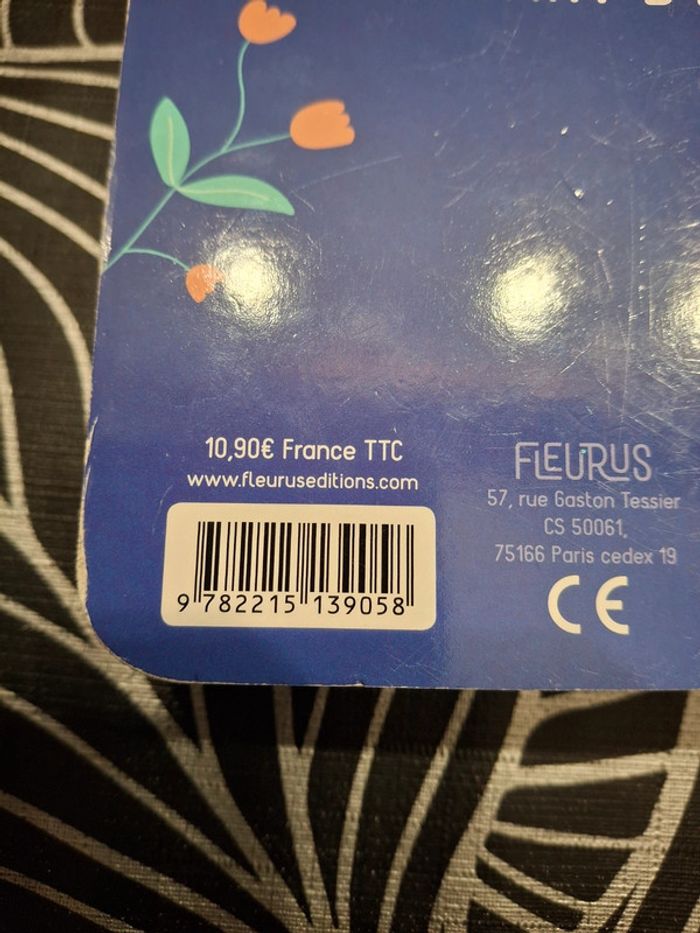 10,90€ France TTC
www.fleuruseditions.com
9 782215 139058
FLEURUS
57, rue Gaston Tessier
CS 50061,
75166 Paris cedex 19
CE